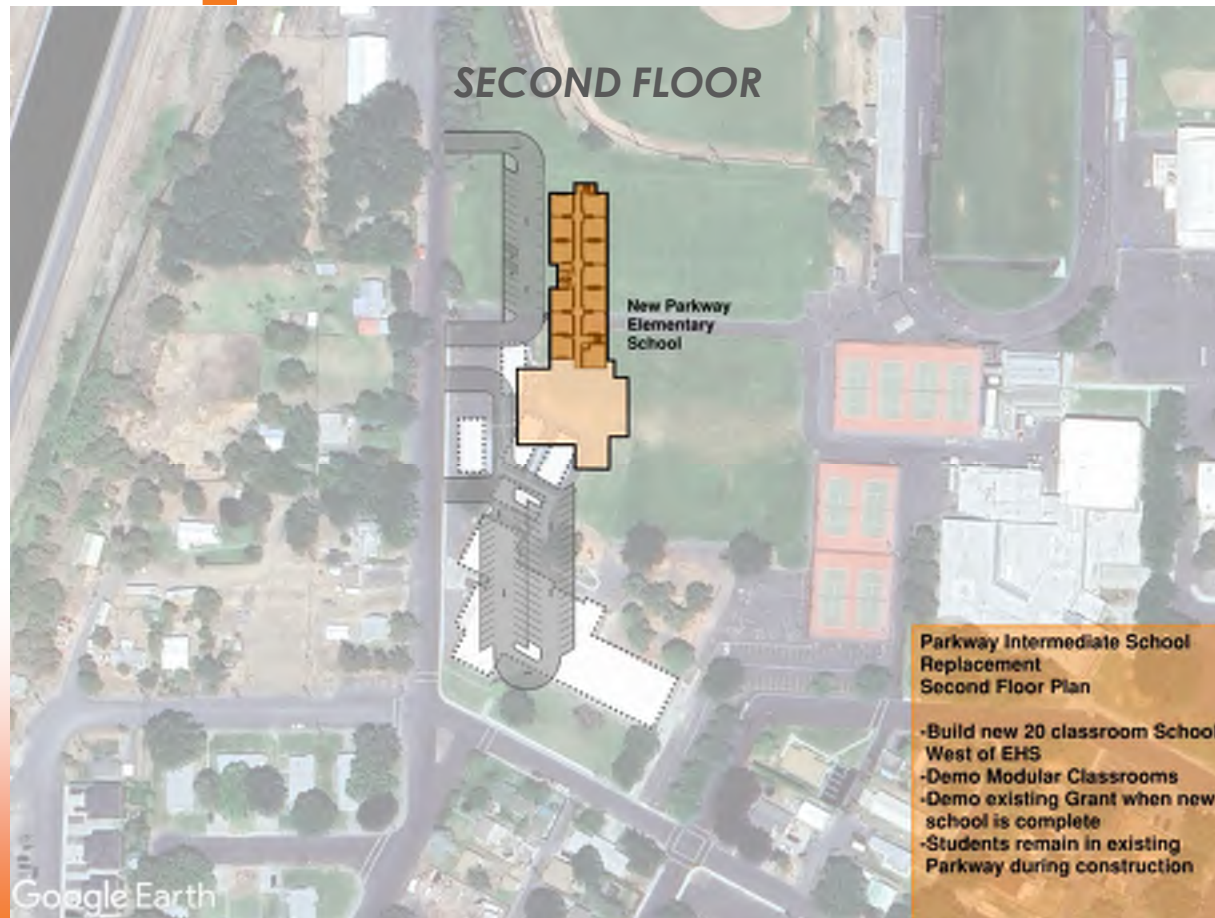 SECOND FLOOR
New Parkway
Elementary
School
Parkway Intermediate School
Replacement
Second Floor Plan
-Build new 20 classroom School
West of EHS
-Demo Modular Classrooms
-Demo existing Grant when new
school is complete
-Students remain in existing
Parkway during construction
Google Earth